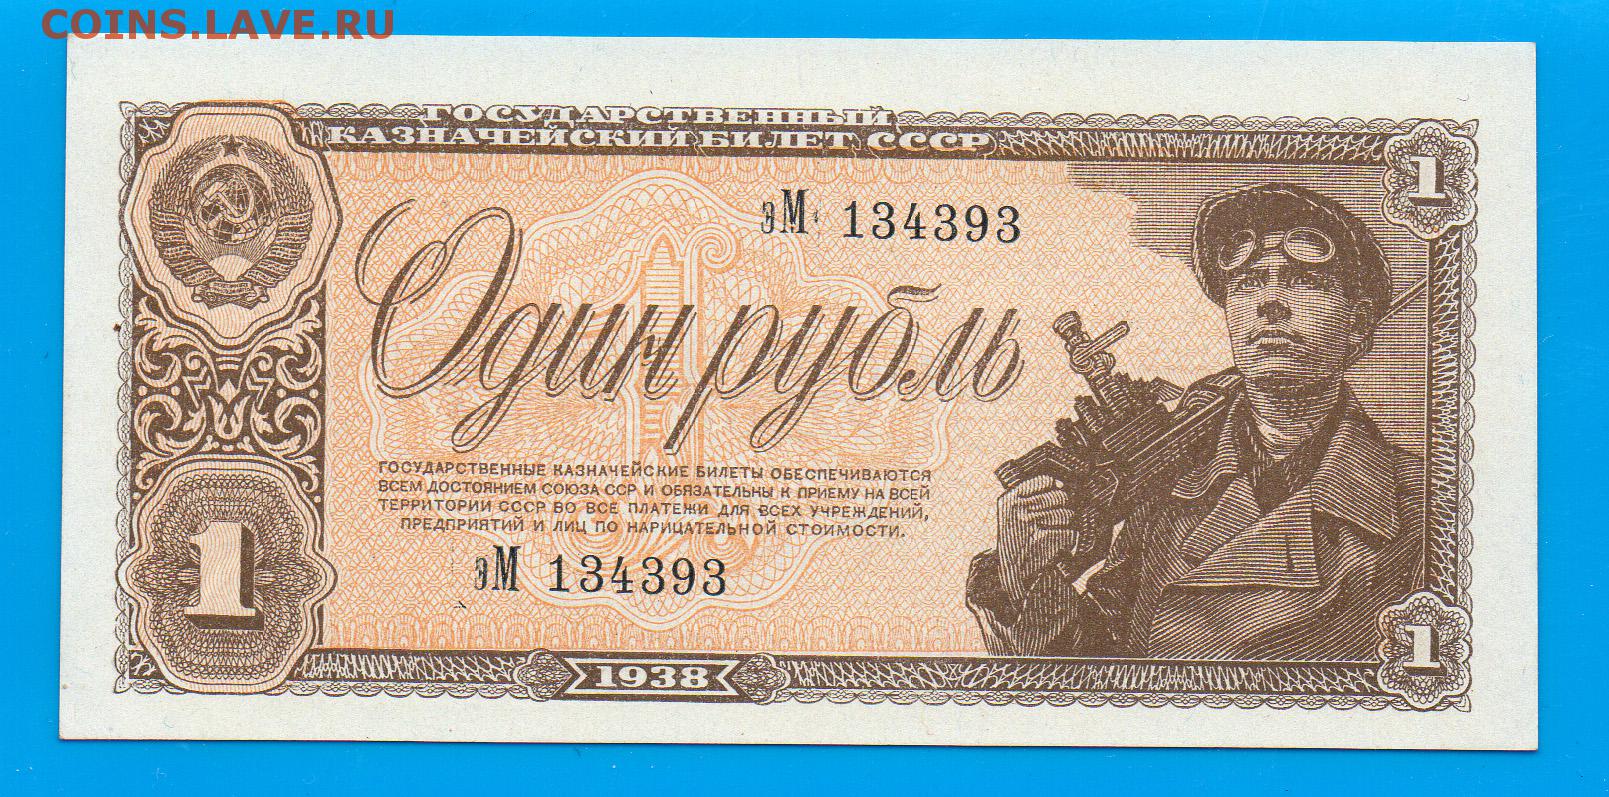 COINS.LAVE.RU
ГОСУДАРСТВЕННЫЙ
КАЗНАЧЕЙСКИЙ БИЛЕТ СССР
1
эМ 134393
Один рубль
ГОСУДАРСТВЕННЫЕ КАЗНАЧЕЙСКИЕ БИЛЕТЫ ОБЕСПЕЧИВАЮТСЯ
ВСЕМ ДОСТОЯНИЕМ СОЮЗА ССР И ОБЯЗАТЕЛЬНЫ К ПРИЕМУ НА ВСЕЙ
ТЕРРИТОРИИ СССР ВО ВСЕ ПЛАТЕЖИ ДЛЯ ВСЕХ УЧРЕЖДЕНИЙ,
ПРЕДПРИЯТИЙ И ЛИЦ ПО НАРИЦАТЕЛЬНОЙ СТОИМОСТИ.
эМ 134393
1
1
1938